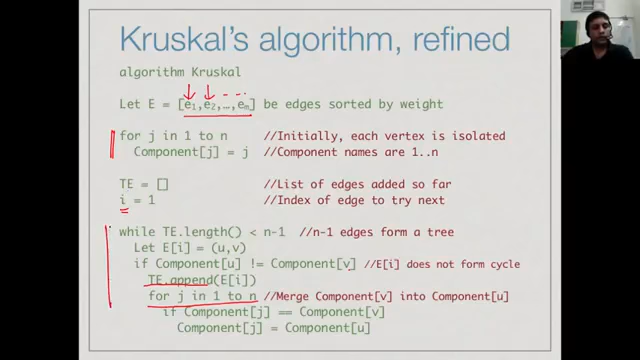 Kruskal's algorithm, refined
algorithm Kruskal
Let E = [e1,e2,…,em] be edges sorted by weight
for j in 1 to n //Initially, each vertex is isolated
Component[j] = j //Component names are 1..n
TE = [] //List of edges added so far
i = 1 //Index of edge to try next
while TE.length() < n-1 //n-1 edges form a tree
Let E[i] = (u,v)
if Component[u] != Component[v] //E[i] does not form cycle
TE.append(E[i])
for j in 1 to n //Merge Component[v] into Component[u]
if Component[j] == Component[v]
Component[j] = Component[u]